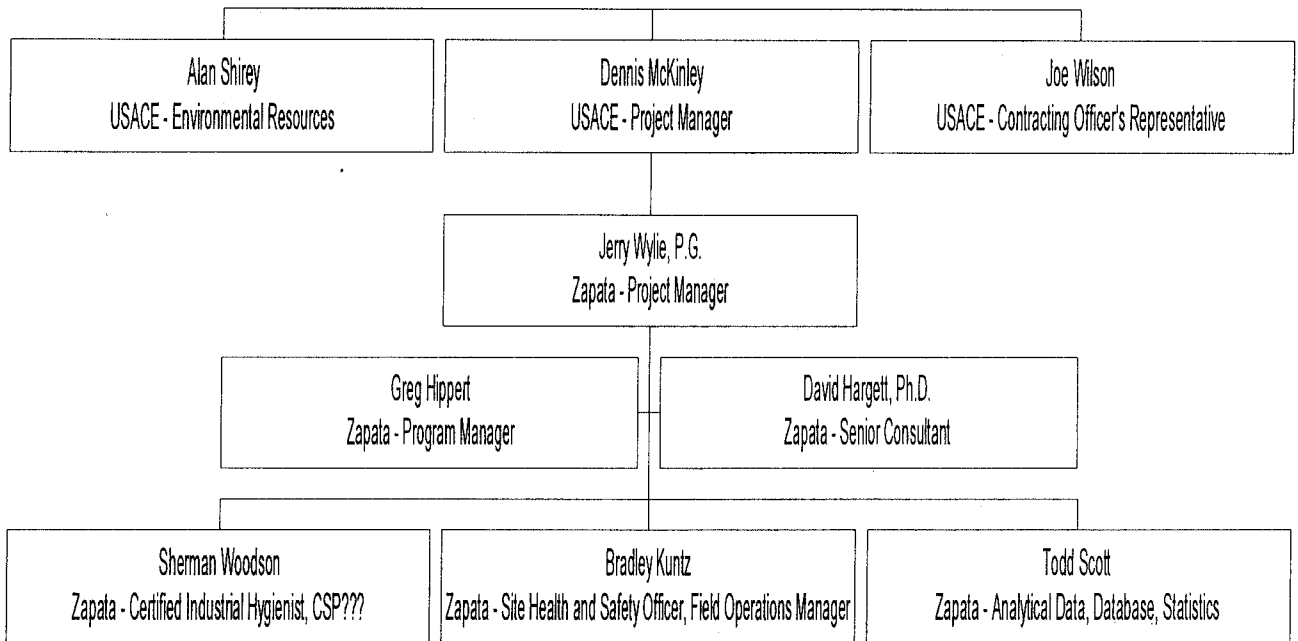 Alan Shirey
USACE - Environmental Resources
Dennis McKinley
USACE - Project Manager
Joe Wilson
USACE - Contracting Officer's Representative
Jerry Wylie, P.G.
Zapata - Project Manager
Greg Hippert
Zapata - Program Manager
David Hargett, Ph.D.
Zapata - Senior Consultant
Sherman Woodson
Zapata - Certified Industrial Hygienist, CSP???
Bradley Kuntz
Zapata - Site Health and Safety Officer, Field Operations Manager
Todd Scott
Zapata - Analytical Data, Database, Statistics